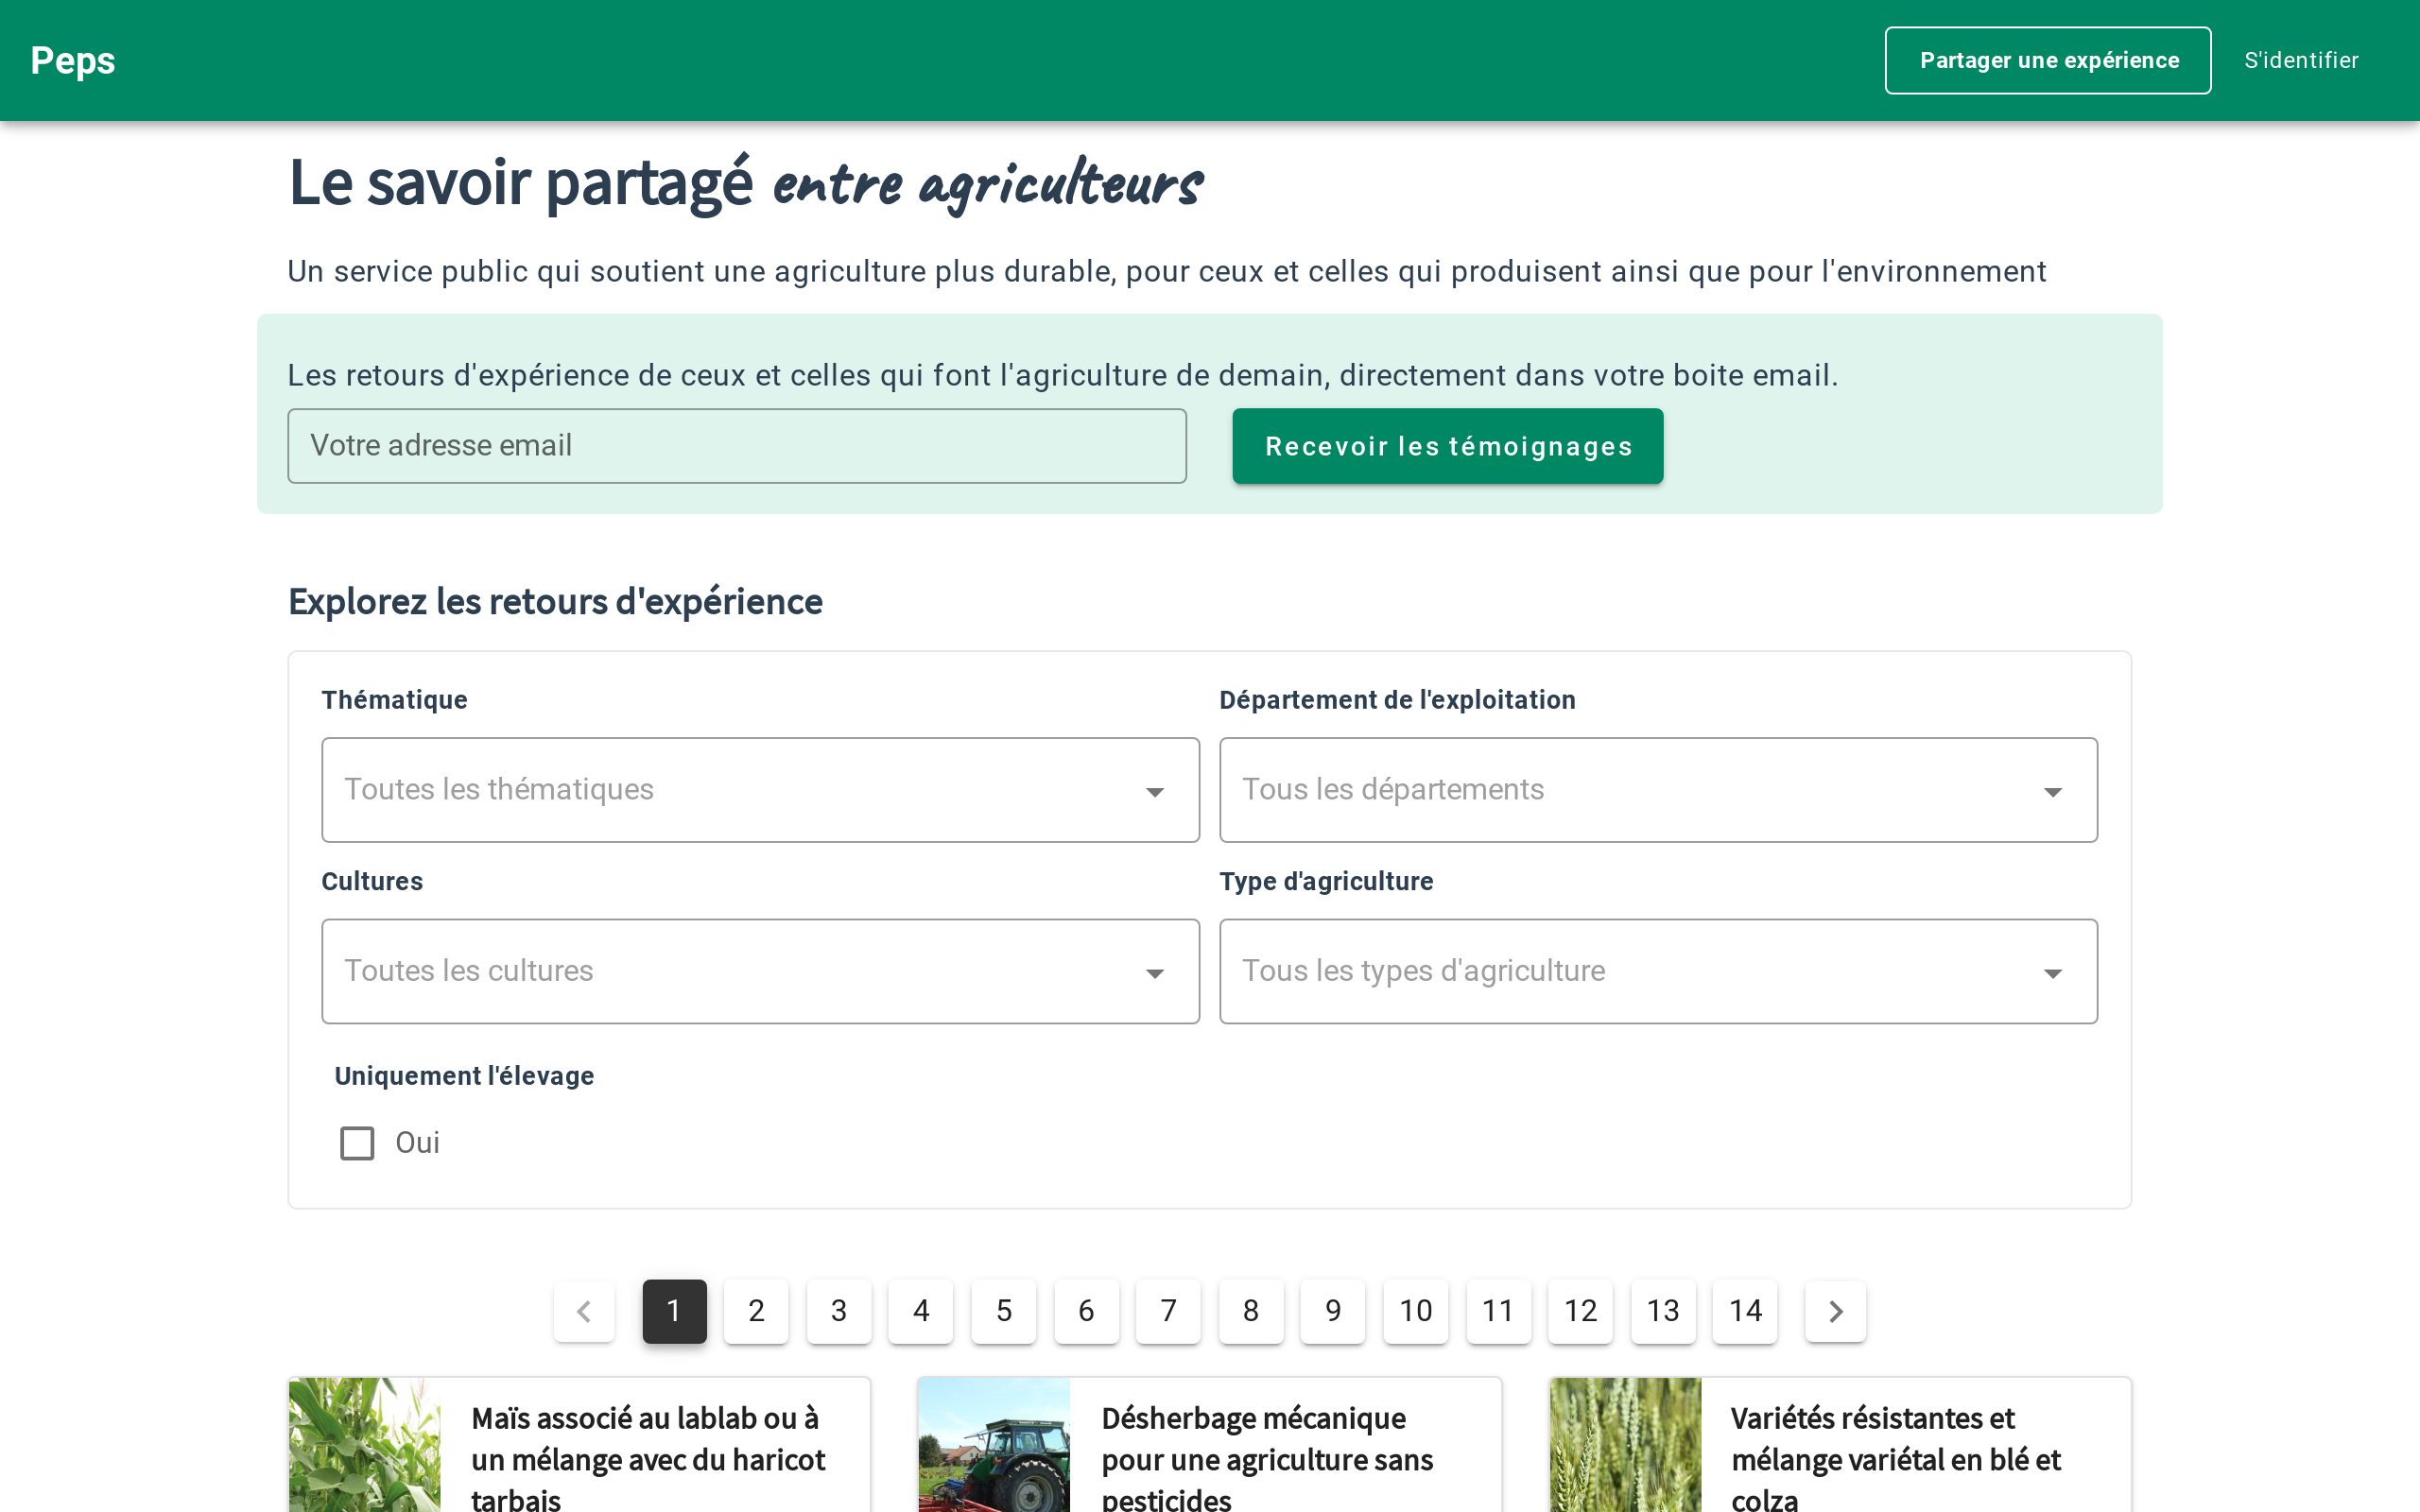 Peps
Partager une expérience
S'identifier
Le savoir partagé entre agriculteurs
Un service public qui soutient une agriculture plus durable, pour ceux et celles qui produisent ainsi que pour l'environnement
Les retours d'expérience de ceux et celles qui font l'agriculture de demain, directement dans votre boite email.
Votre adresse email
Recevoir les témoignages
Explorez les retours d'expérience
Thématique
Toutes les thématiques
Département de l'exploitation
Tous les départements
Cultures
Toutes les cultures
Type d'agriculture
Tous les types d'agriculture
Uniquement l'élevage
Oui
1 2 3 4 5 6 7 8 9 10 11 12 13 14
Maïs associé au lablab ou à
un mélange avec du haricot
tarbais
Désherbage mécanique
pour une agriculture sans
pesticides
Variétés résistantes et
mélange variétal en blé et
colza